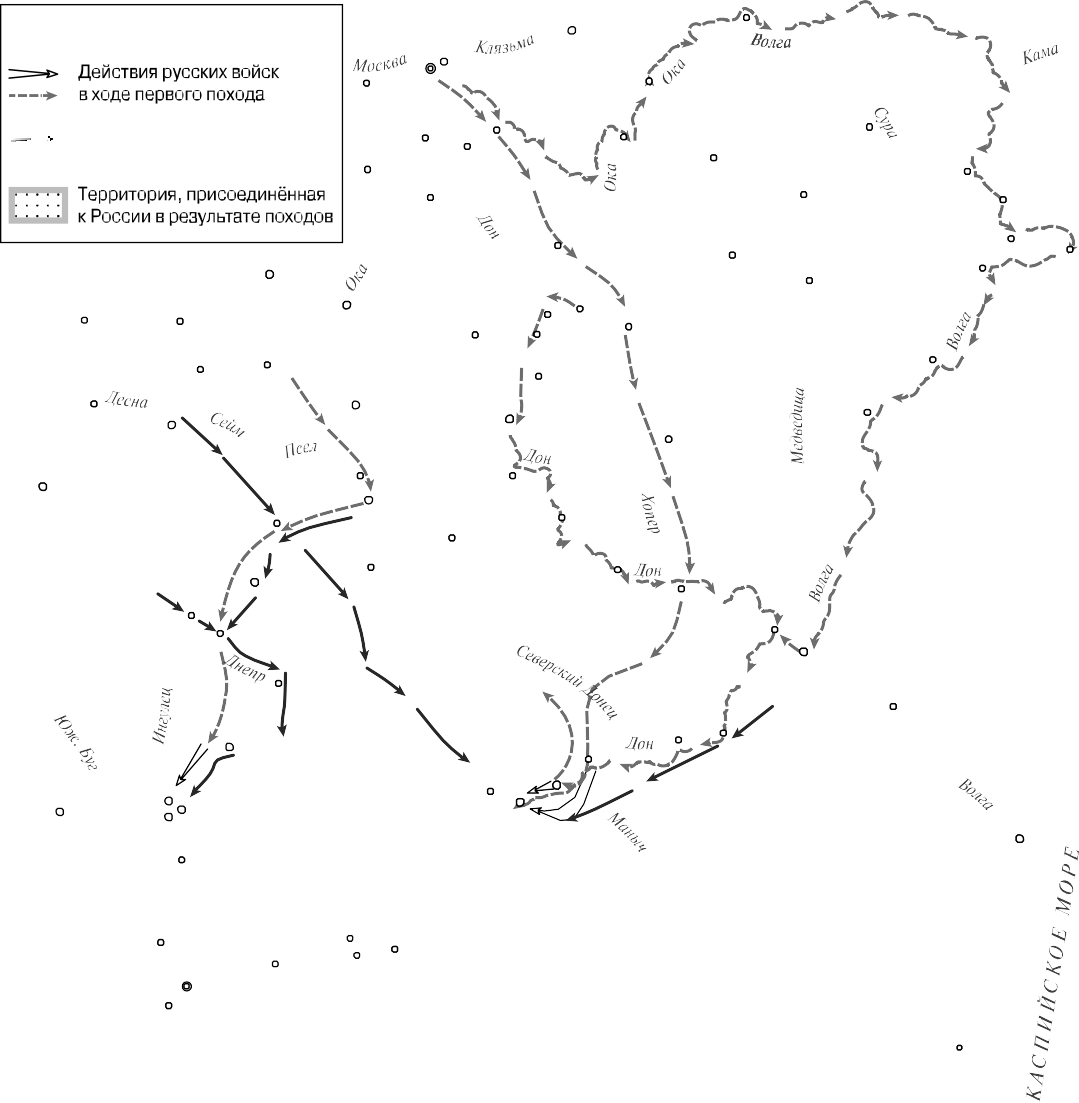 Действия русских войск
в ходе первого похода
Территория, присоединённая
к России в результате походов
Москва
Клязьма
Ока
Волга
Кама
Сура
Ока
Дон
Ока
Волга
Десна
Сейм
Псел
Дон
Медведица
Хопер
Дон
Волга
Северский Донец
Днепр
Ингулец
Юж. Буг
Дон
Маныч
Волга
КАСПИЙСКОЕ МОРЕ